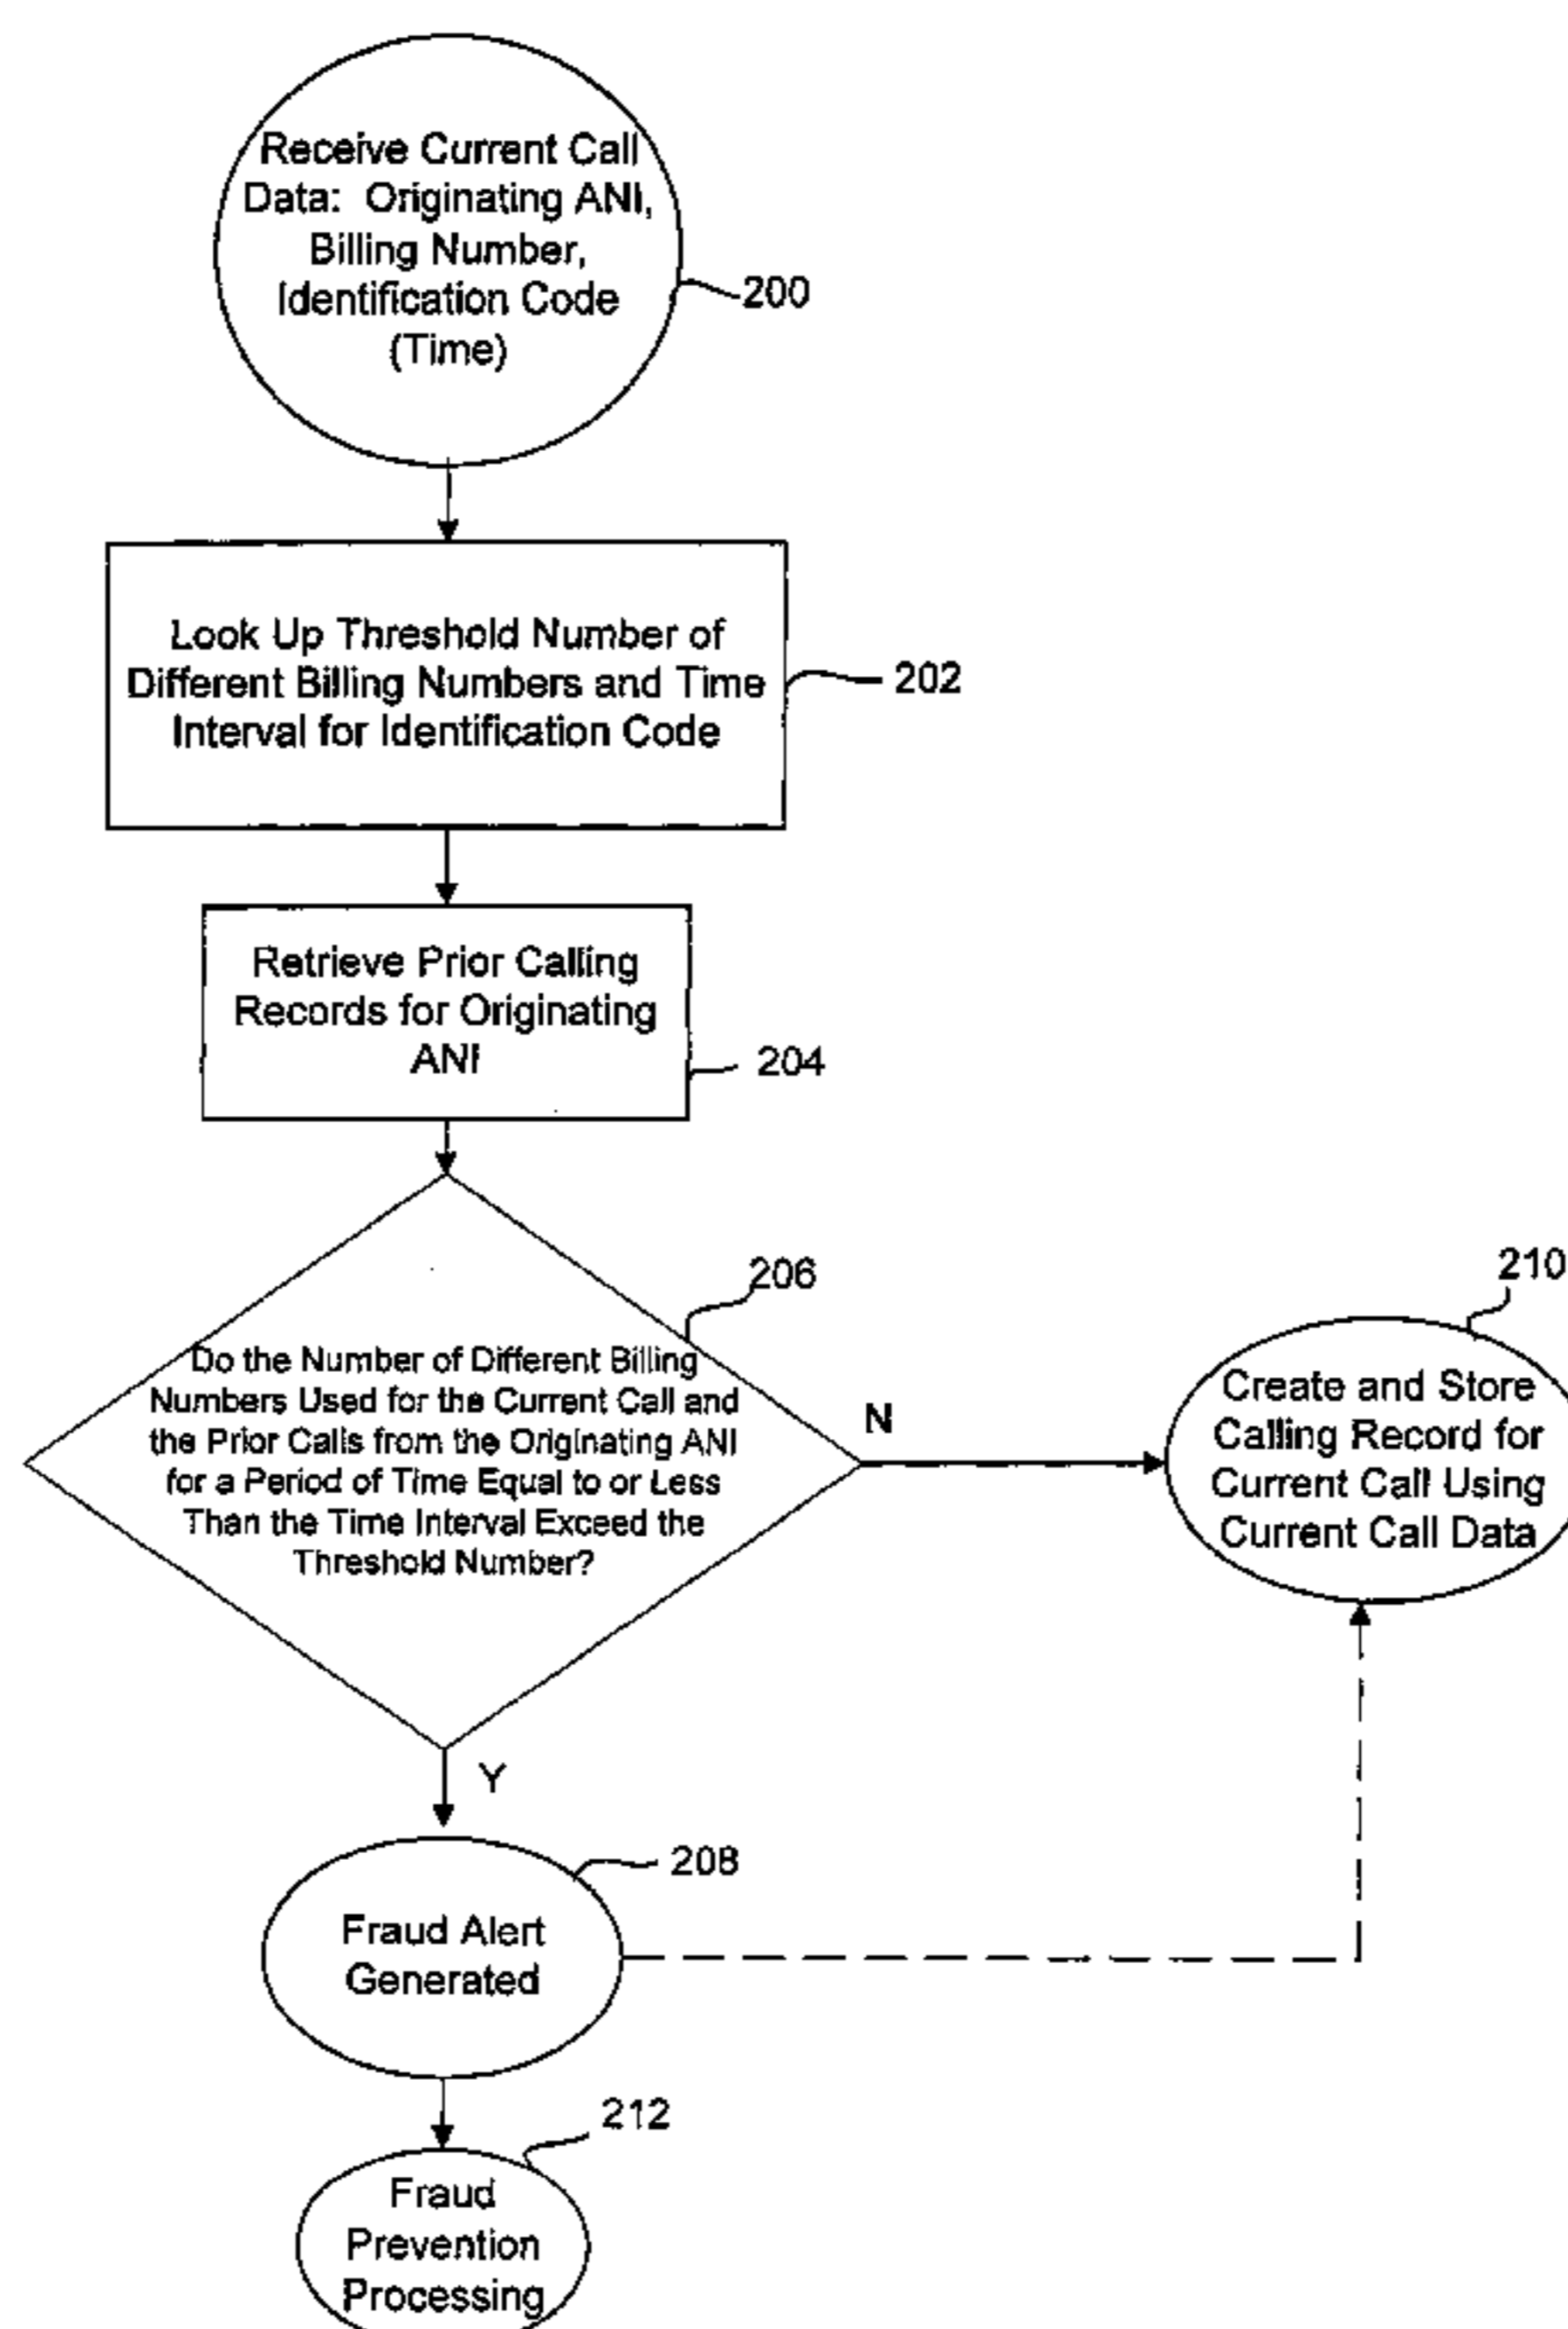 Receive Current Call
Data: Originating ANI,
Billing Number,
Identification Code
(Time)
200
Look Up Threshold Number of
Different Billing Numbers and Time
Interval for Identification Code
202
Retrieve Prior Calling
Records for Originating
ANI
204
206
Do the Number of Different Billing
Numbers Used for the Current Call and
the Prior Calls from the Originating ANI
for a Period of Time Equal to or Less
Than the Time Interval Exceed the
Threshold Number?
N
210
Create and Store
Calling Record for
Current Call Using
Current Call Data
Y
208
Fraud Alert
Generated
212
Fraud
Prevention
Processing